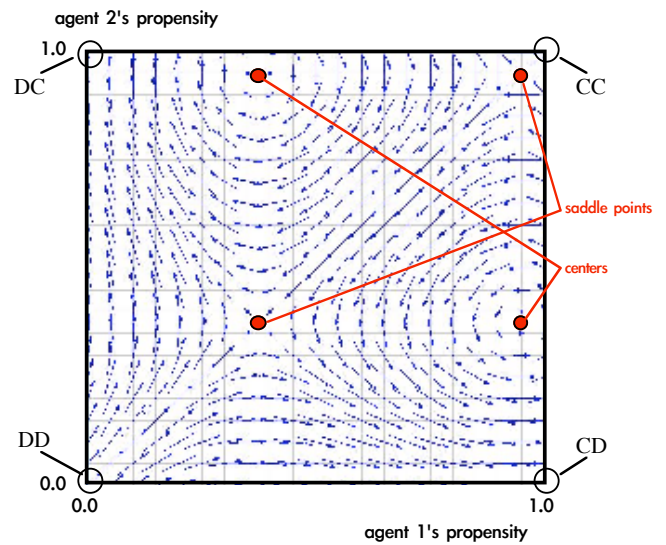 agent 2's propensity
1.0
DC
CC
saddle points
centers
DD
CD
0.0
0.0
1.0
agent 1's propensity